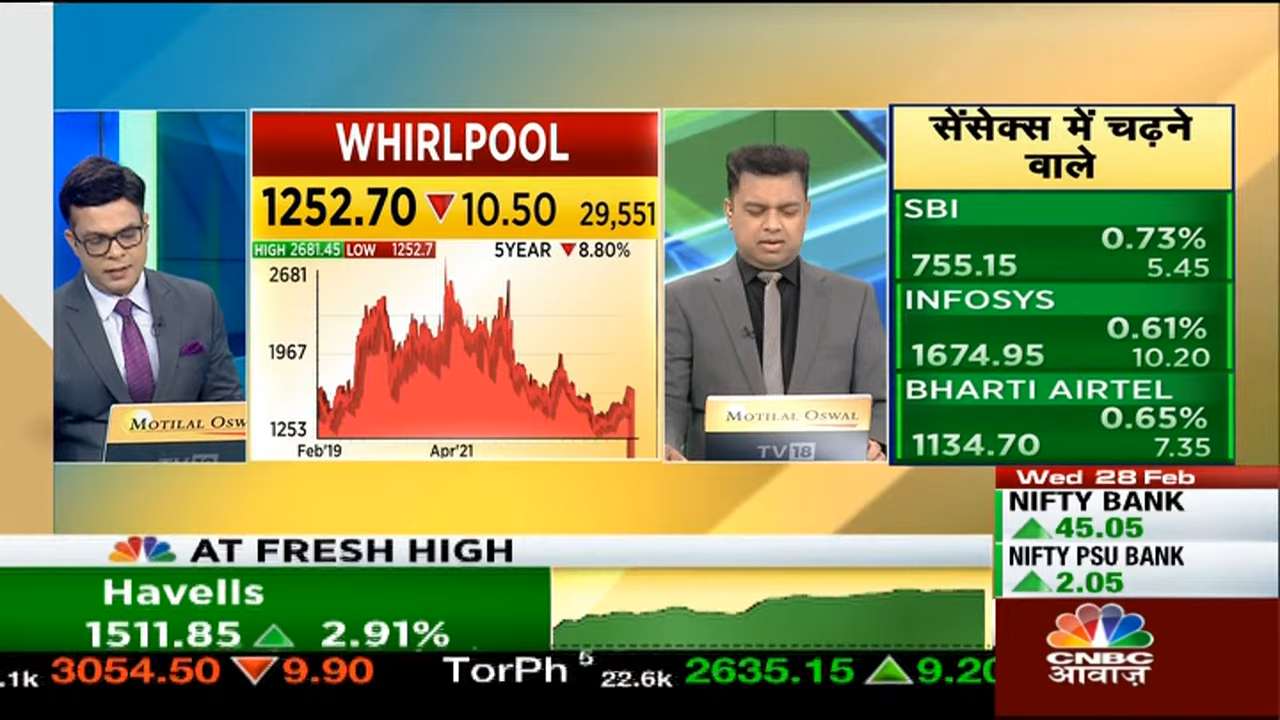 WHIRLPOOL
1252.70 ▼ 10.50 29,551
HIGH 2681.45 LOW 1252.7 5YEAR ▼ 8.80%
2681
1967
1253
Feb'19 Apr'21
MOTILAL OSW
MOTILAL OSWAL
TV18
सेंसेक्स में चढ़ने
वाले
SBI
0.73%
755.15 5.45
INFOSYS
0.61%
1674.95 10.20
BHARTI AIRTEL
0.65%
1134.70 7.35
Wed 28 Feb
NIFTY BANK
▲ 45.05
NIFTY PSU BANK
▲ 2.05
AT FRESH HIGH
Havells
1511.85 ▲ 2.91%
.1k 3054.50 ▼ 9.90 TorPh 5 22.6k 2635.15 ▲ 9.20
CNBC
आवाज़